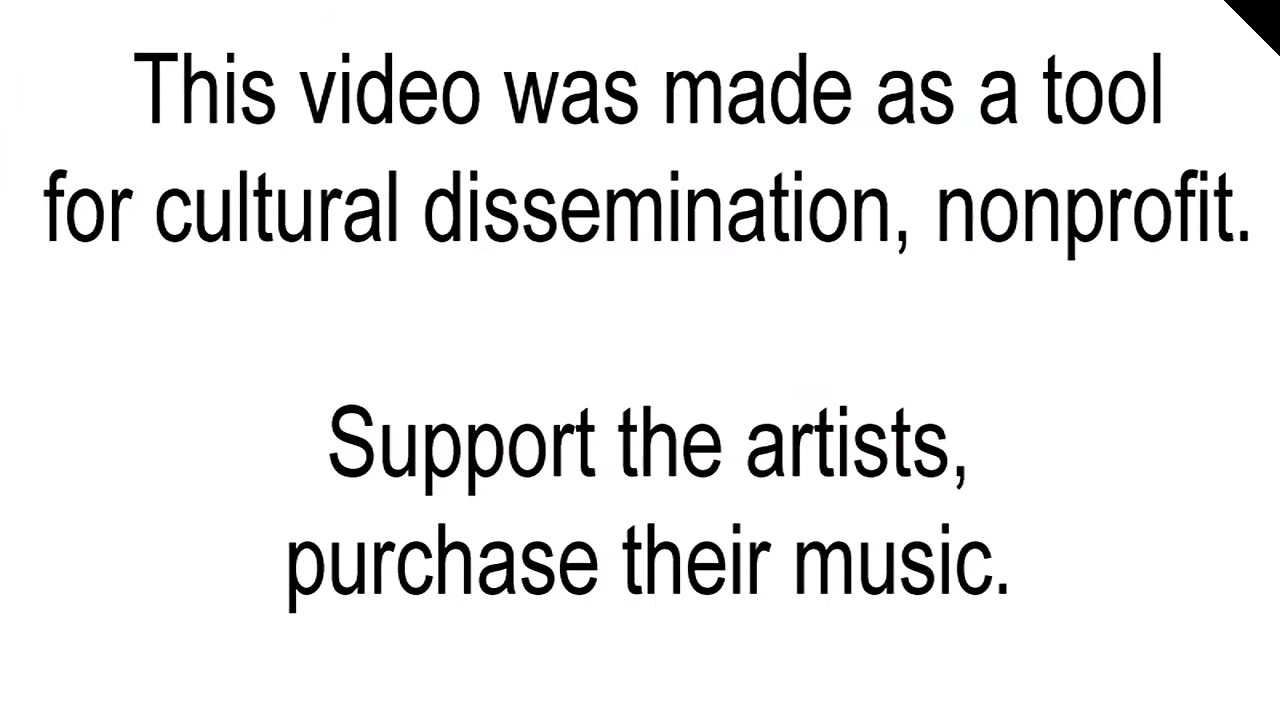 This video was made as a tool
for cultural dissemination, nonprofit.
Support the artists,
purchase their music.